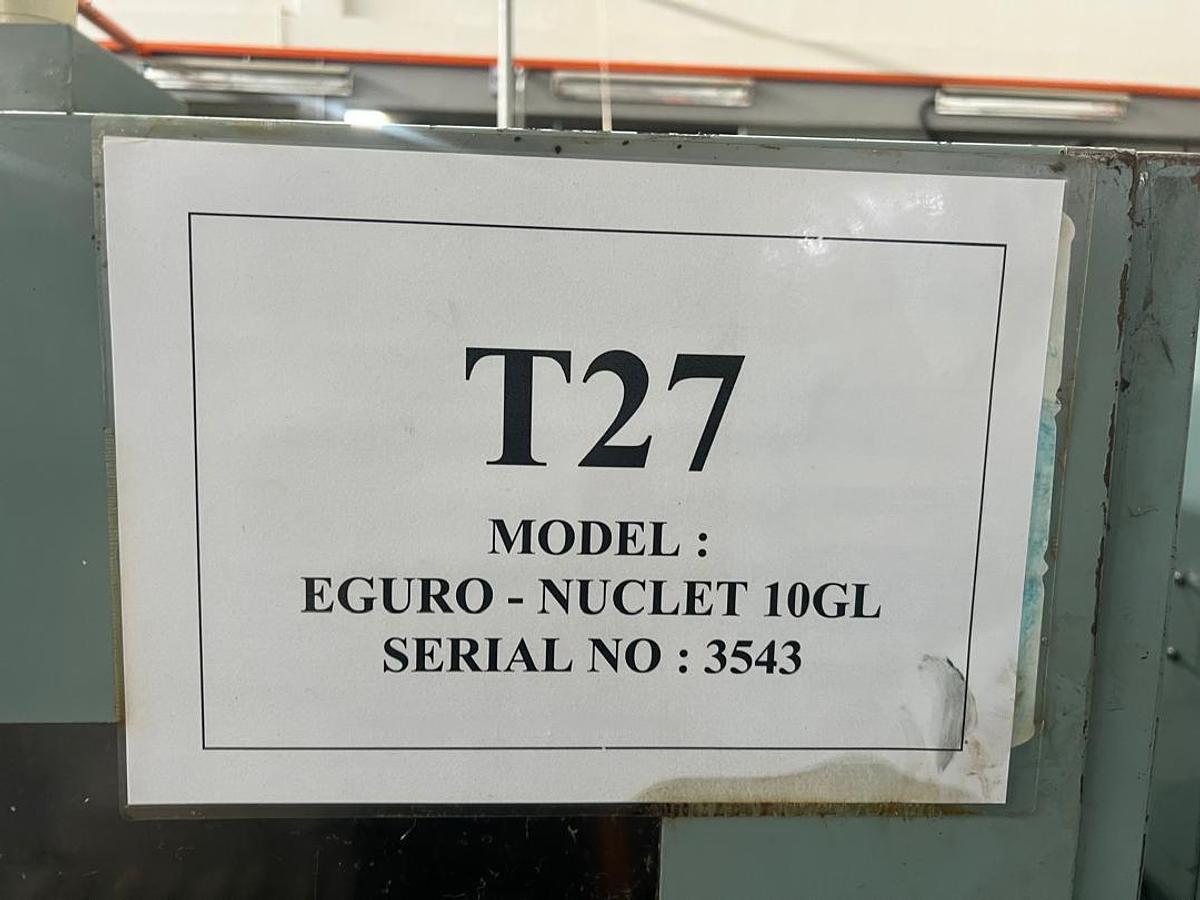 T27
MODEL :
EGURO - NUCLET 10GL
SERIAL NO : 3543